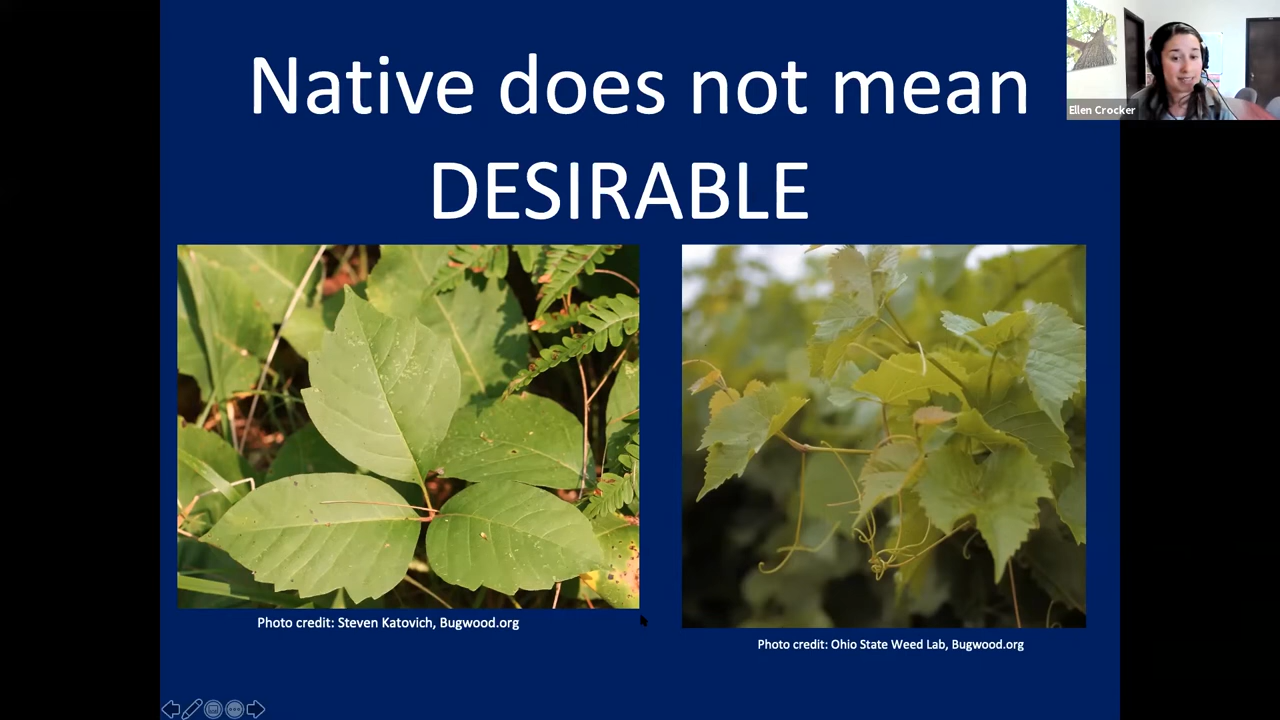 Native does not mean
DESIRABLE
Ellen Crocker
Photo credit: Steven Katovich, Bugwood.org
Photo credit: Ohio State Weed Lab, Bugwood.org